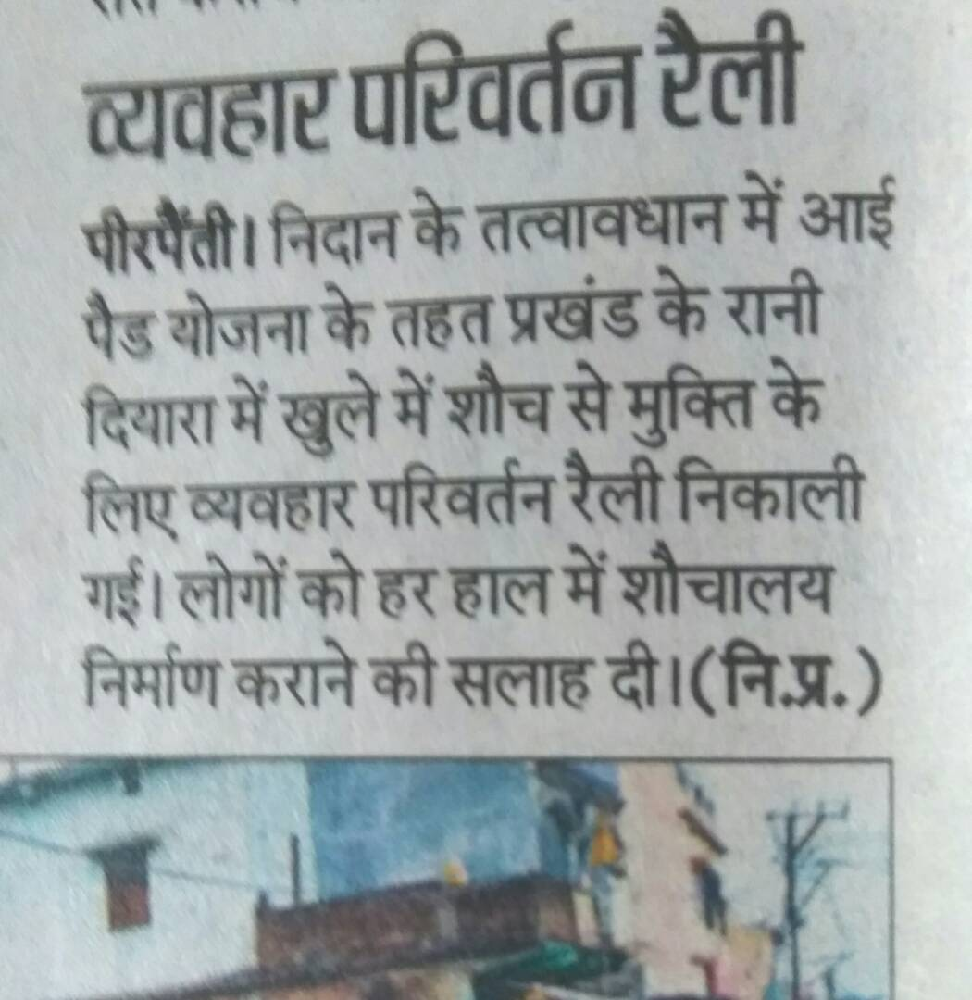 व्यवहार परिवर्तन रैली
पीरपैंती। निदान के तत्वावधान में आई
पैड योजना के तहत प्रखंड के रानी
दियारा में खुले में शौच से मुक्ति के
लिए व्यवहार परिवर्तन रैली निकाली
गई। लोगों को हर हाल में शौचालय
निर्माण कराने की सलाह दी।(नि.प्र.)